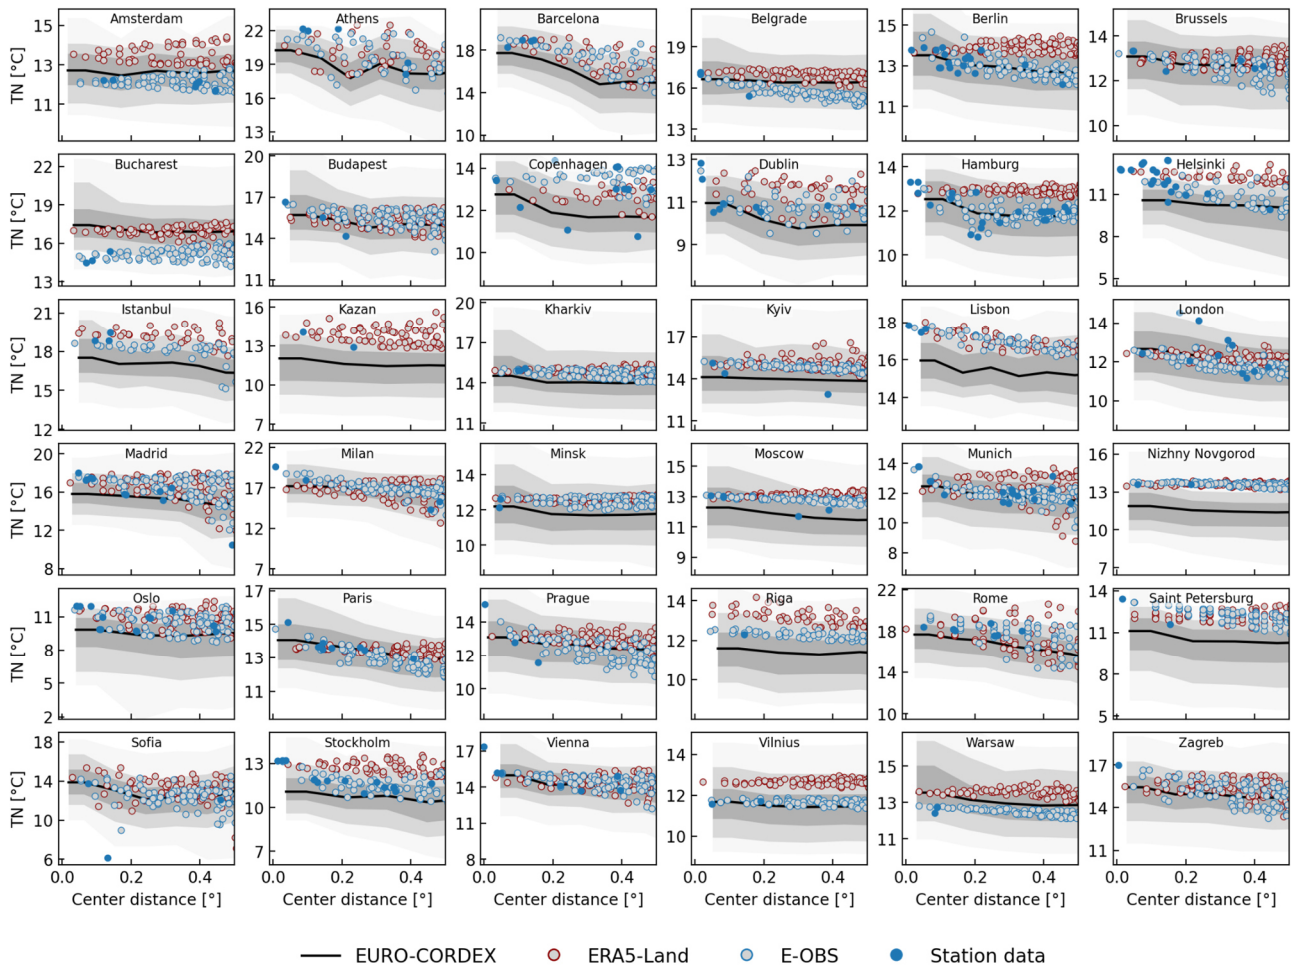 Amsterdam Athens Barcelona Belgrade Berlin Brussels
TN [°C]
15 13 11
22 19 16 13
18 14 10
19 16 13
15 13 11
14 12 10
Bucharest Budapest Copenhagen Dublin Hamburg Helsinki
TN [°C]
22 19 16 13
20 17 14 11
14 12 10
13 11 9
14 12 10
11 8 5
Istanbul Kazan Kharkiv Kyiv Lisbon London
TN [°C]
21 18 15 12
16 13 10 7
20 17 14 11
17 14 11
18 16 14
14 12 10
Madrid Milan Minsk Moscow Munich Nizhny Novgorod
TN [°C]
20 16 12 8
22 17 12 7
16 14 12 10
15 13 11 9
14 12 10 8
16 13 10 7
Oslo Paris Prague Riga Rome Saint Petersburg
TN [°C]
11 8 5 2
17 15 13 11
14 12 10
14 12 10
22 18 14 10
14 11 8 5
Sofia Stockholm Vienna Vilnius Warsaw Zagreb
TN [°C]
18 14 10 6
13 10 7
17 14 11 8
14 12 10
15 13 11
17 14 11
0.0 0.2 0.4 0.0 0.2 0.4 0.0 0.2 0.4 0.0 0.2 0.4 0.0 0.2 0.4 0.0 0.2 0.4
Center distance [°] Center distance [°] Center distance [°] Center distance [°] Center distance [°] Center distance [°]
EURO-CORDEX ERA5-Land E-OBS Station data